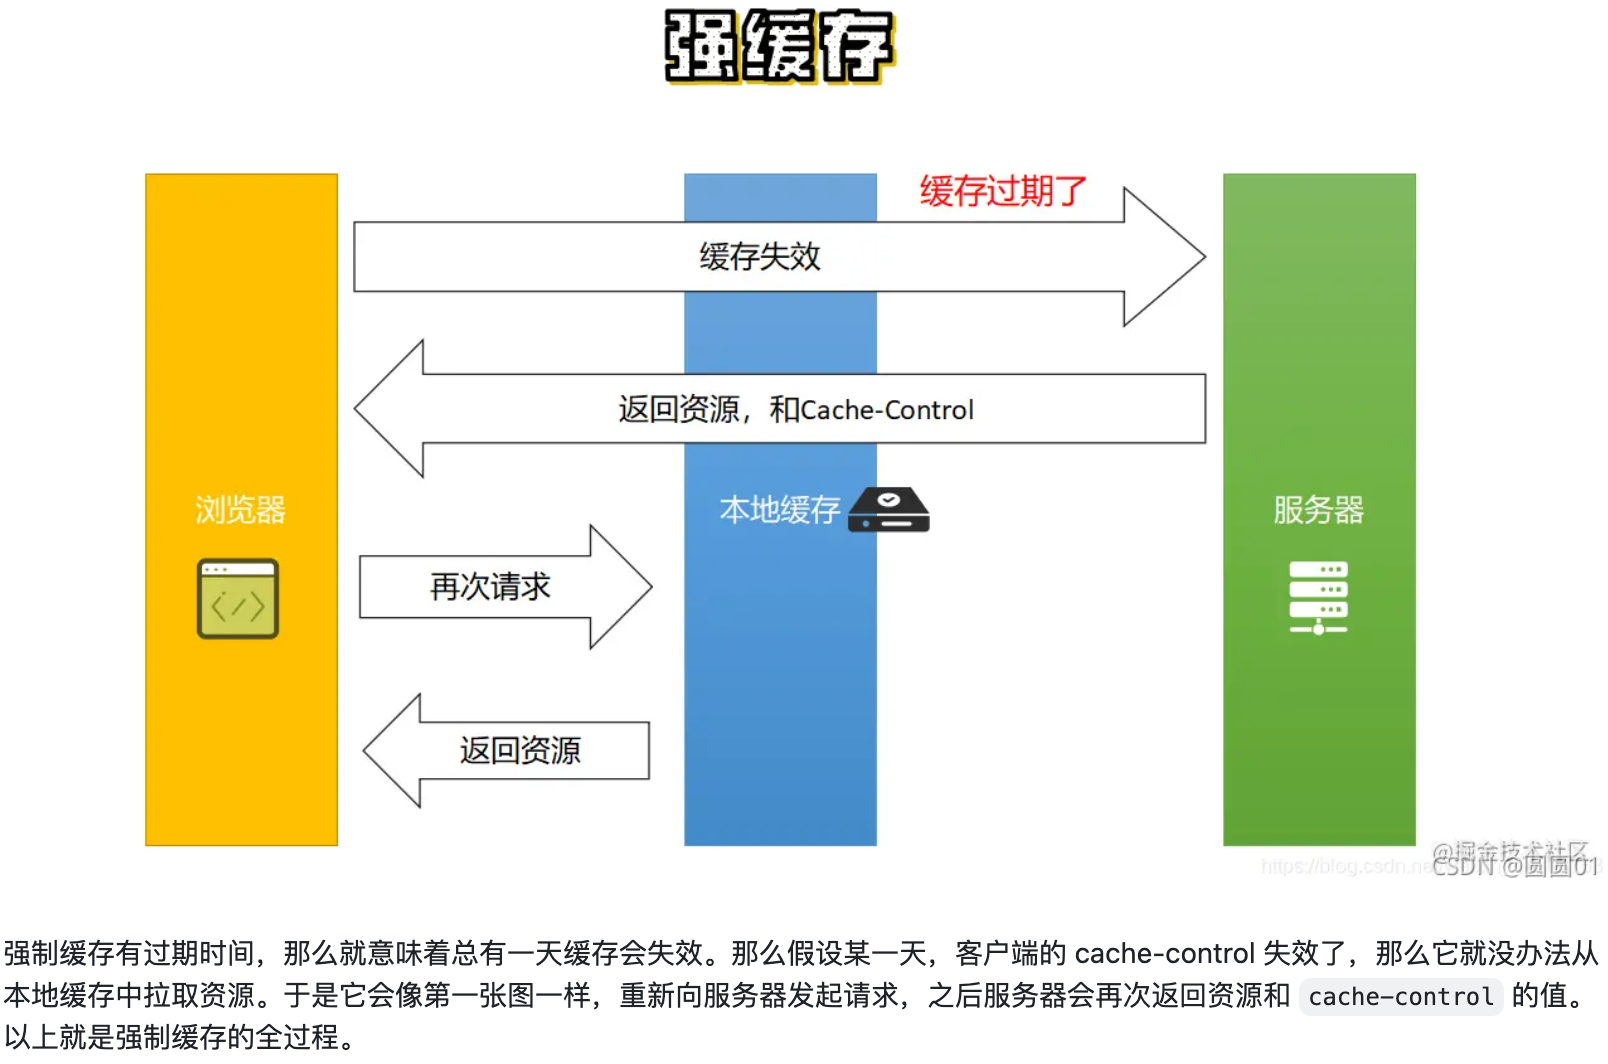 强缓存
缓存过期了
缓存失效
返回资源，和Cache-Control
浏览器
本地缓存
服务器
再次请求
返回资源
@掘金技术社区
https://blog.csdn.ne
CSDN @圆圆01
强制缓存有过期时间，那么就意味着总有一天缓存会失效。那么假设某一天，客户端的 cache-control 失效了，那么它就没办法从
本地缓存中拉取资源。于是它会像第一张图一样，重新向服务器发起请求，之后服务器会再次返回资源和 cache-control 的值。
以上就是强制缓存的全过程。